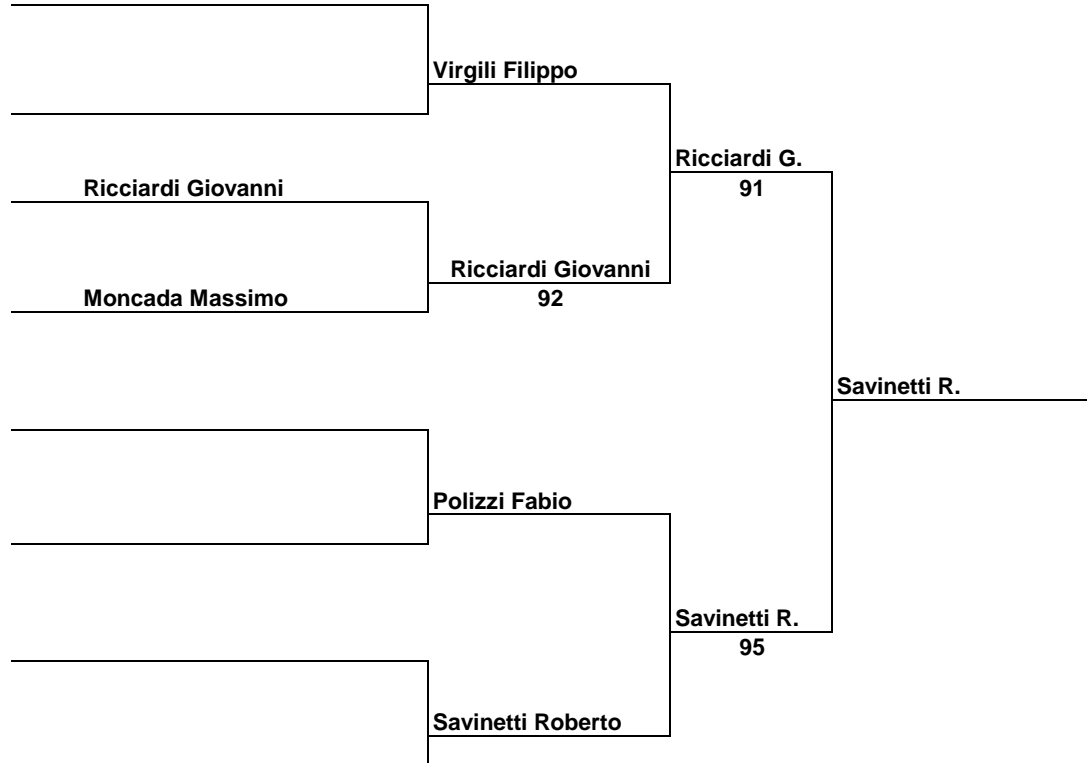 Virgili Filippo
Ricciardi G.
91
Ricciardi Giovanni
Ricciardi Giovanni
92
Moncada Massimo
Savinetti R.
Polizzi Fabio
Savinetti R.
95
Savinetti Roberto